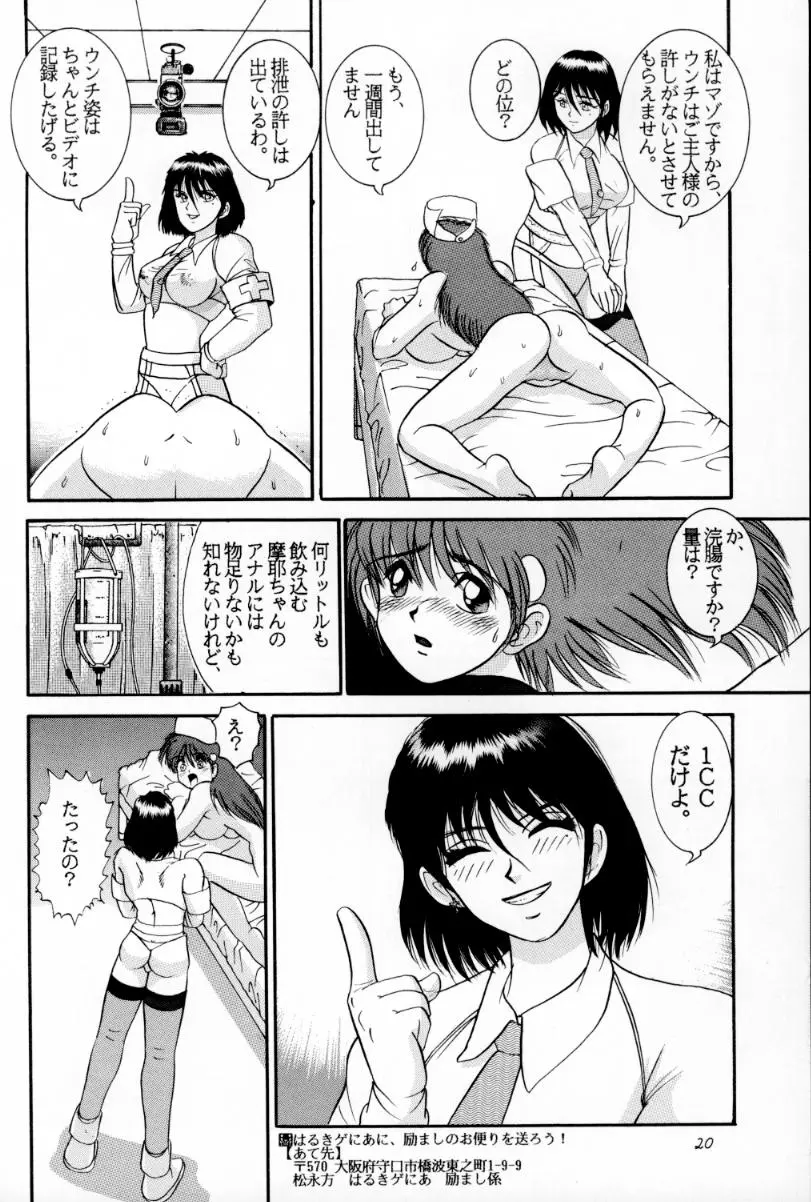 私はマゾですから、
ウンチはご主人様の
許しがないとさせて
もらえません。
どの位？
もう、
一週間出して
ません
排泄の許しは
出ているわ。
ウンチ姿は
ちゃんとビデオに
記録したげる。
か、
浣腸ですか？
量は？
何リットルも
飲み込む
摩耶ちゃんの
アナルには
物足りないかも
知れないけれど、
１ＣＣ
だけよ。
え？
たったの？
はるきゲにあに、励ましのお便りを送ろう！
【あて先】
〒570 大阪府守口市橋波東之町1-9-9
松永方 はるきゲにあ 励まし係
20